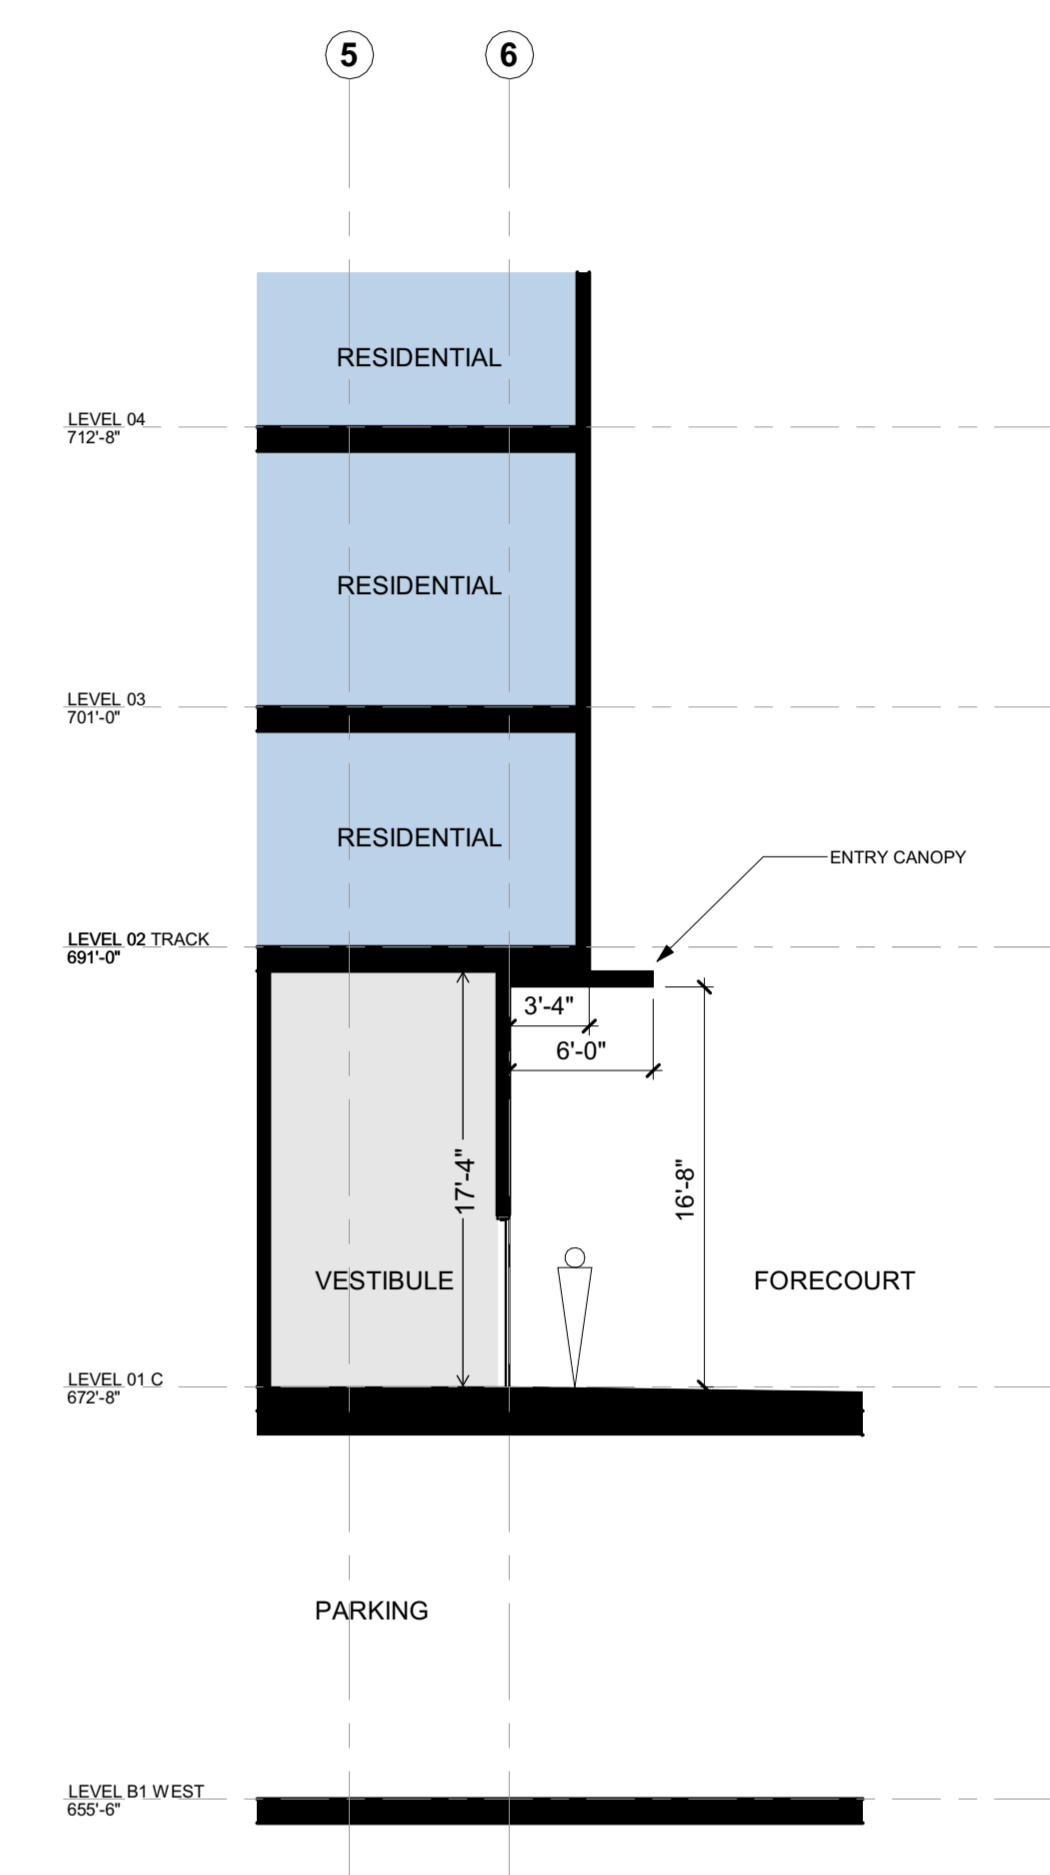 5
6
RESIDENTIAL
LEVEL 04
712'-8"
RESIDENTIAL
LEVEL 03
701'-0"
RESIDENTIAL
ENTRY CANOPY
LEVEL 02 TRACK
691'-0"
3'-4"
6'-0"
17'-4"
16'-8"
VESTIBULE
FORECOURT
LEVEL 01 C
672'-8"
PARKING
LEVEL B1 WEST
655'-6"